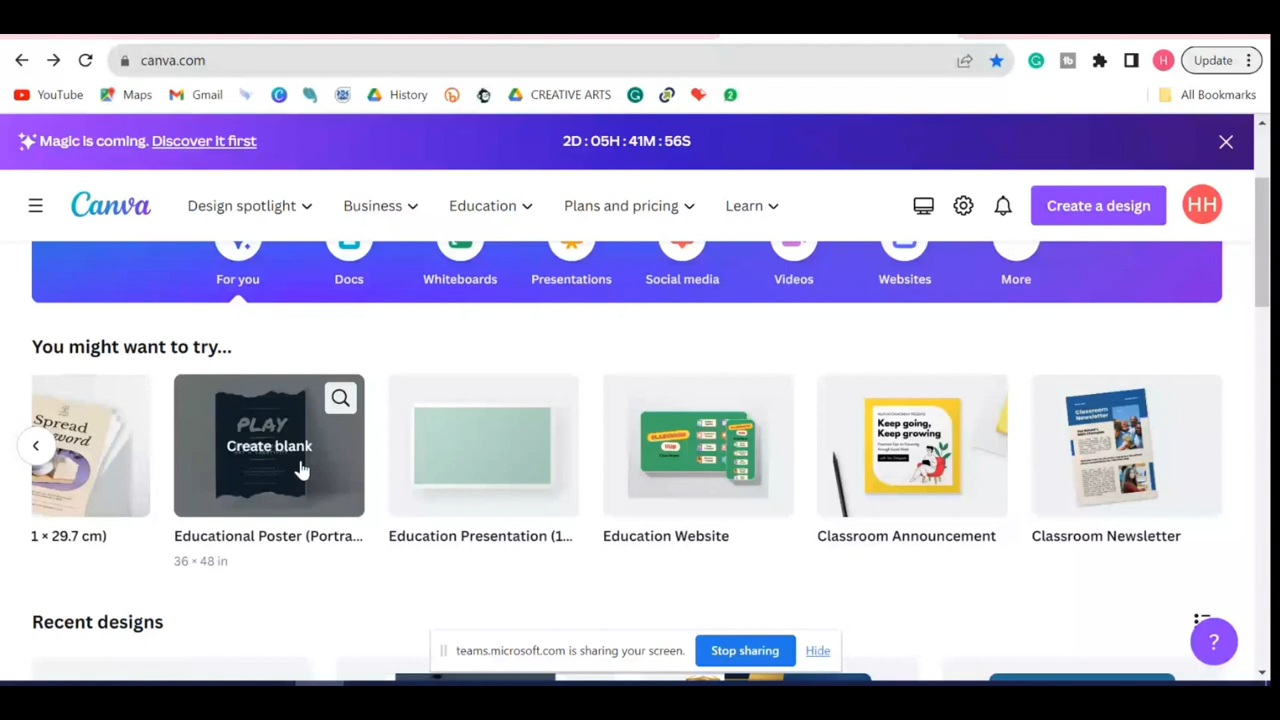 canva.com
Update
YouTube Maps Gmail History CREATIVE ARTS All Bookmarks
Magic is coming. Discover it first 2D : 05H : 41M : 56S
Canva Design spotlight Business Education Plans and pricing Learn Create a design HH
For you Docs Whiteboards Presentations Social media Videos Websites More
You might want to try...
Spread
PLAY
Create blank
Keep going,
Keep growing
Classroom
Newsletter
1 × 29.7 cm) Educational Poster (Portra... Education Presentation (1... Education Website Classroom Announcement Classroom Newsletter
36 × 48 in
Recent designs
teams.microsoft.com is sharing your screen. Stop sharing Hide
?